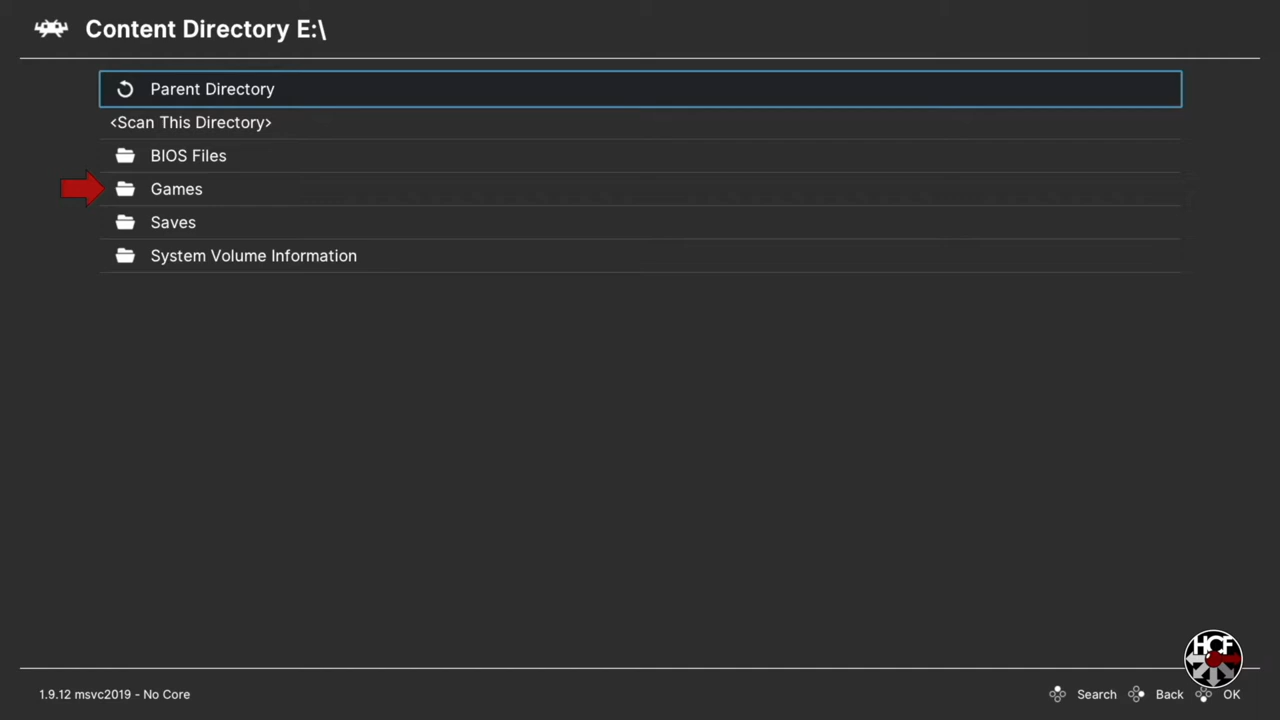 Content Directory E:\
Parent Directory
<Scan This Directory>
BIOS Files
Games
Saves
System Volume Information
HCF
1.9.12 msvc2019 - No Core
Search Back OK